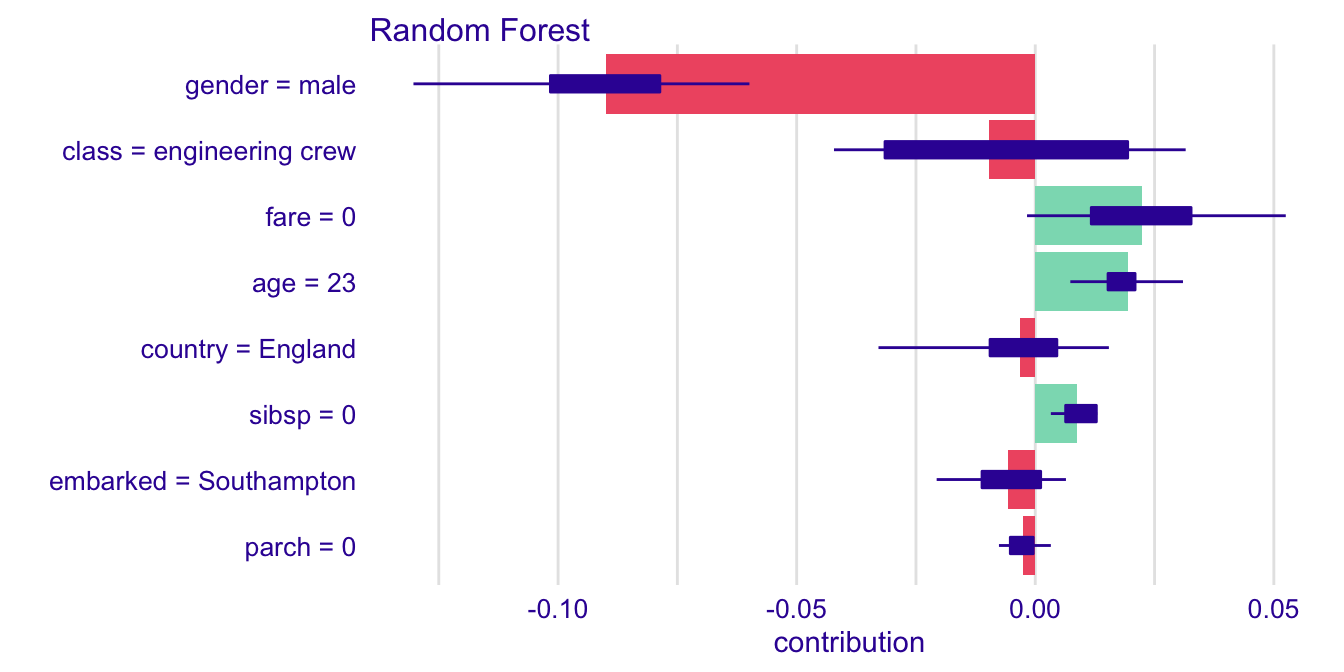 Random Forest
gender = male
class = engineering crew
fare = 0
age = 23
country = England
sibsp = 0
embarked = Southampton
parch = 0
-0.10 -0.05 0.00 0.05
contribution